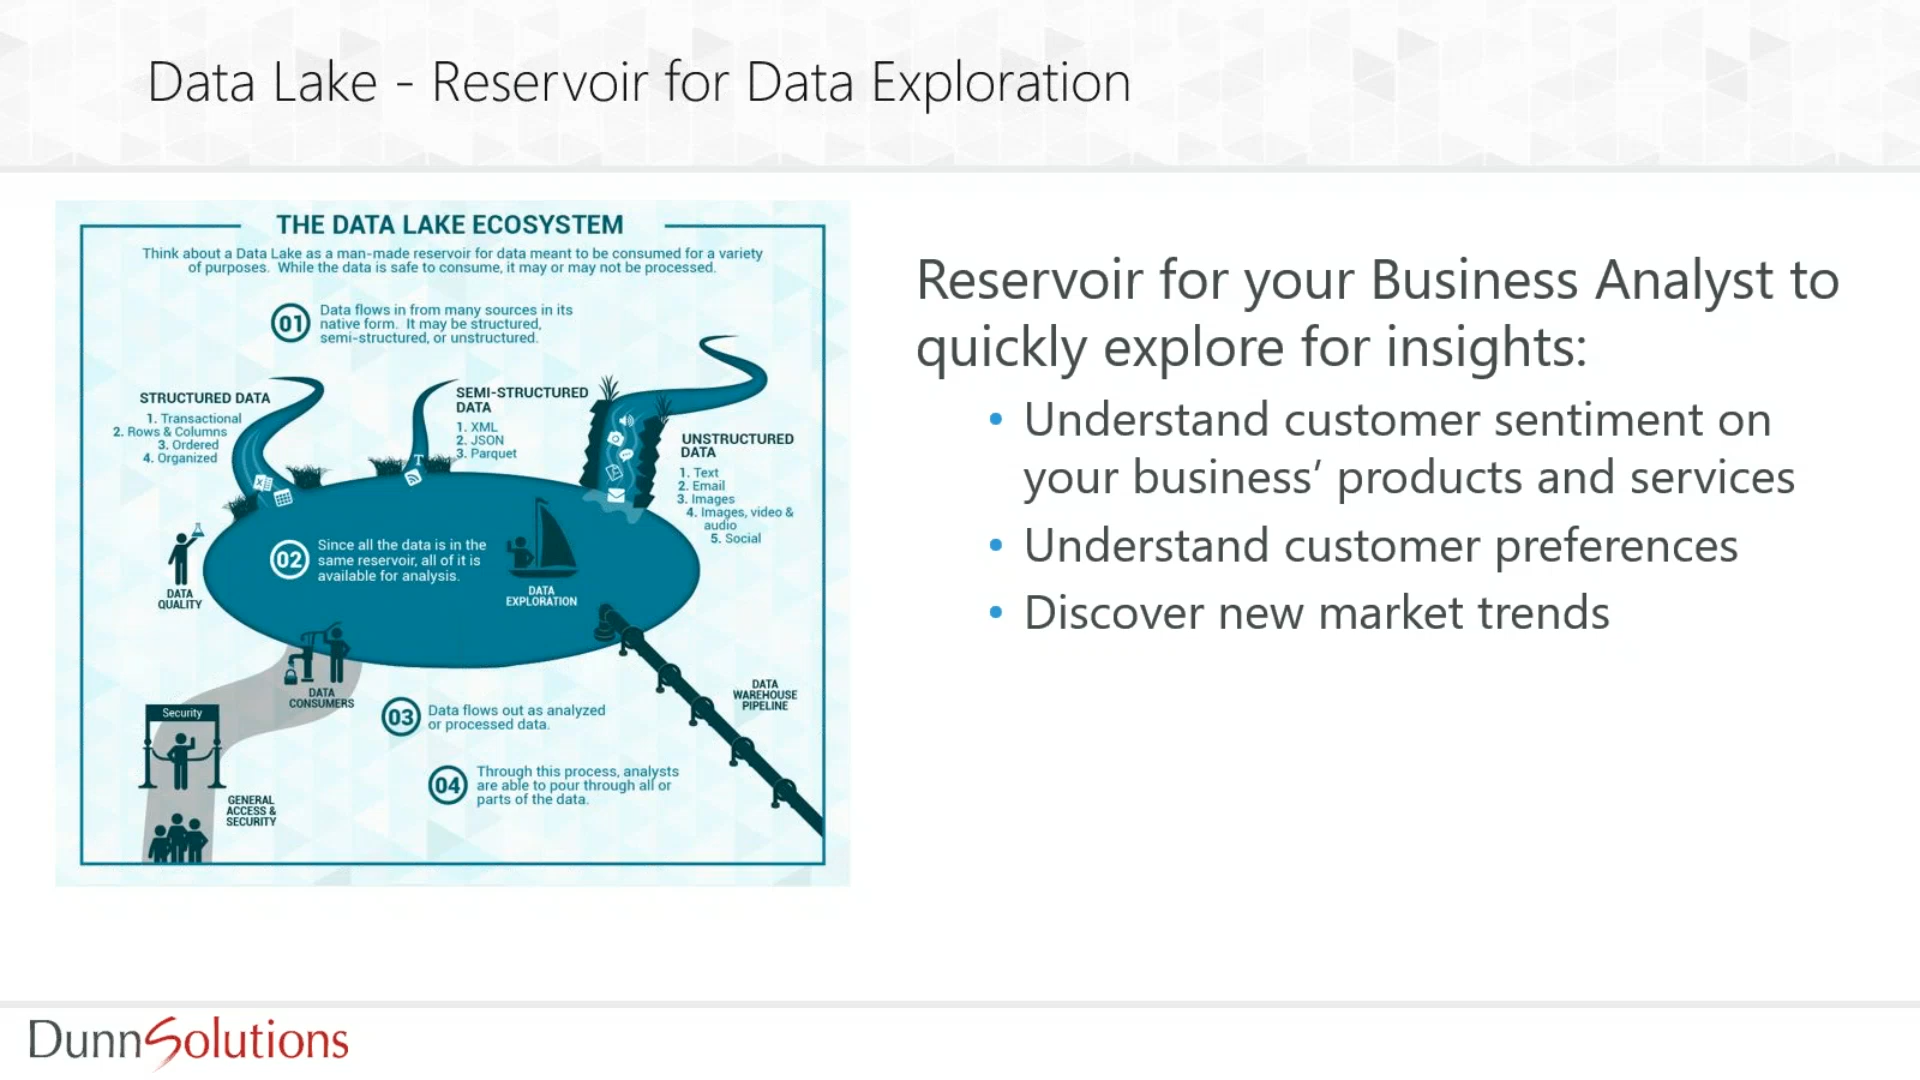 Data Lake - Reservoir for Data Exploration
THE DATA LAKE ECOSYSTEM
Think about a Data Lake as a man-made reservoir for data meant to be consumed for a variety
of purposes. While the data is safe to consume, it may or may not be processed.
01
Data flows in from many sources in its
native form. It may be structured,
semi-structured, or unstructured.
STRUCTURED DATA
1. Transactional
2. Rows & Columns
3. Ordered
4. Organized
SEMI-STRUCTURED
DATA
1. XML
2. JSON
3. Parquet
T
UNSTRUCTURED
DATA
1. Text
2. Email
3. Images
4. Images, video &
audio
5. Social
02
Since all the data is in the
same reservoir, all of it is
available for analysis.
DATA
EXPLORATION
DATA
QUALITY
DATA
CONSUMERS
Security
03
Data flows out as analyzed
or processed data.
DATA
WAREHOUSE
PIPELINE
04
Through this process, analysts
are able to pour through all or
parts of the data.
GENERAL
ACCESS &
SECURITY
Reservoir for your Business Analyst to
quickly explore for insights:
• Understand customer sentiment on
your business’ products and services
• Understand customer preferences
• Discover new market trends
DunnSolutions